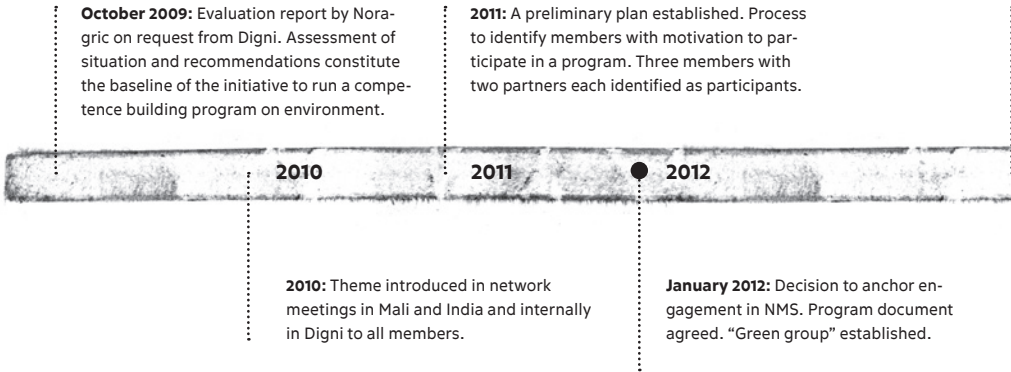 October 2009: Evaluation report by Nora-
gric on request from Digni. Assessment of
situation and recommendations constitute
the baseline of the initiative to run a compe-
tence building program on environment.
2011: A preliminary plan established. Process
to identify members with motivation to par-
ticipate in a program. Three members with
two partners each identified as participants.
2010
2011
2012
2010: Theme introduced in network
meetings in Mali and India and internally
in Digni to all members.
January 2012: Decision to anchor en-
gagement in NMS. Program document
agreed. “Green group” established.